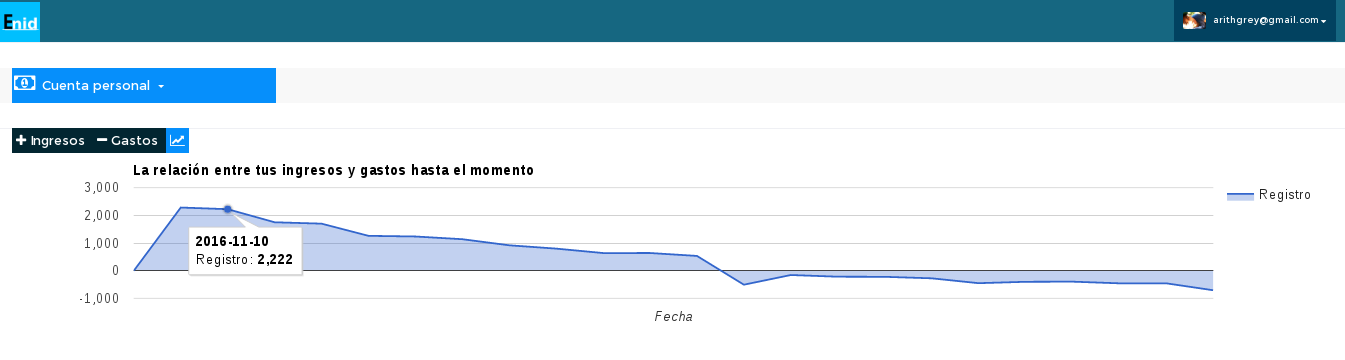 Enid
arithgrey@gmail.com
Cuenta personal
Ingresos Gastos
La relación entre tus ingresos y gastos hasta el momento
3,000
Registro
2,000
2016-11-10
1,000
Registro: 2,222
0
-1,000
Fecha